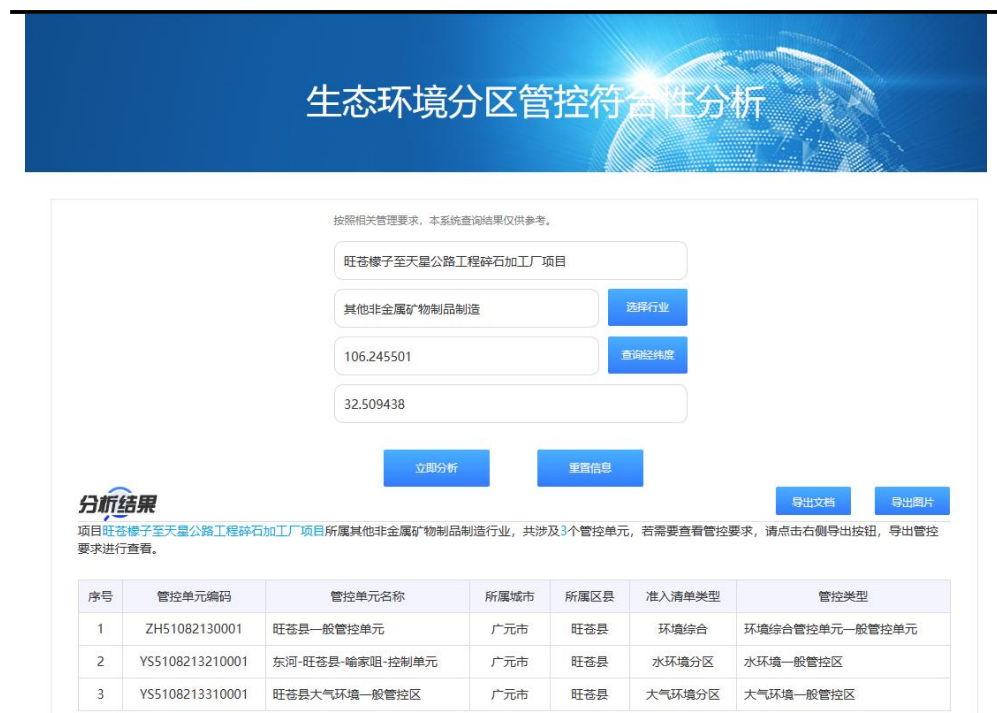 生态环境分区管控符合性分析
按照相关管理要求，本系统查询结果仅供参考。
旺苍檬子至天星公路工程碎石加工厂项目
其他非金属矿物制品制造 选择行业
106.245501 查询经纬度
32.509438
立即分析 重置信息
分析结果 导出文档 导出图片
项目旺苍檬子至天星公路工程碎石加工厂项目所属其他非金属矿物制品制造行业，共涉及3个管控单元，若需要查看管控要求，请点击右侧导出按钮，导出管控
要求进行查看。
序号 管控单元编码 管控单元名称 所属城市 所属区县 准入清单类型 管控类型
1 ZH51082130001 旺苍县一般管控单元 广元市 旺苍县 环境综合 环境综合管控单元一般管控单元
2 YS5108213210001 东河-旺苍县-喻家咀-控制单元 广元市 旺苍县 水环境分区 水环境一般管控区
3 YS5108213310001 旺苍县大气环境一般管控区 广元市 旺苍县 大气环境分区 大气环境一般管控区